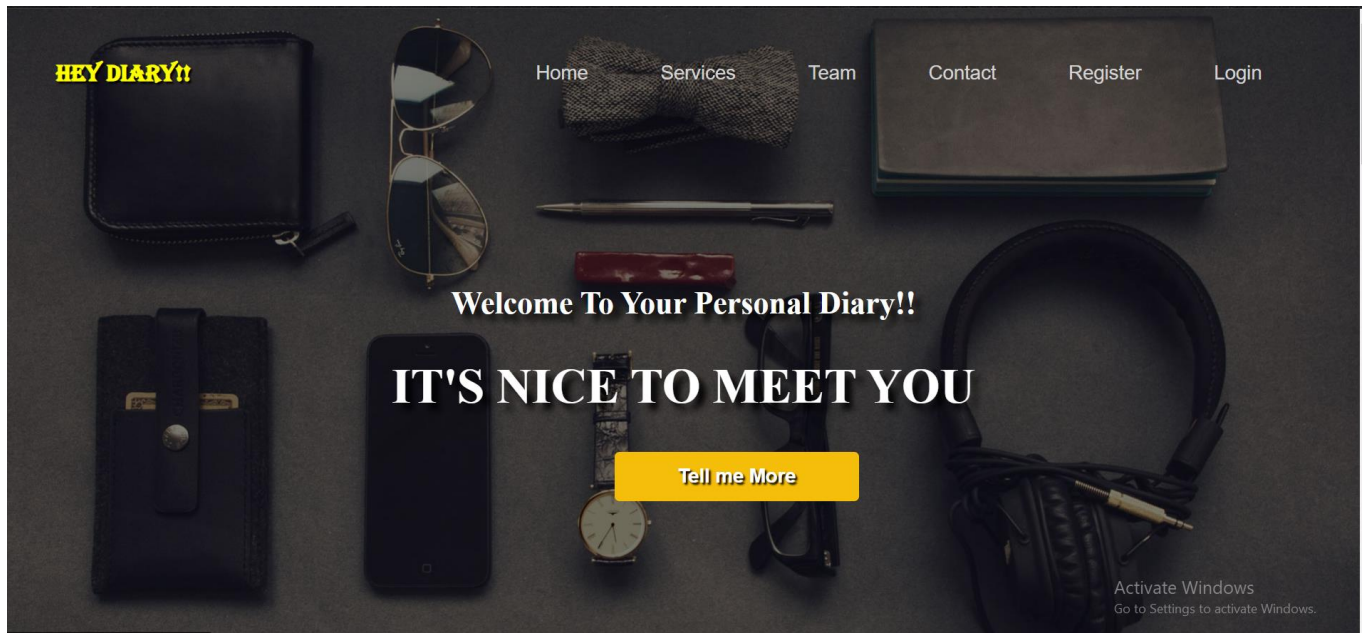 HEY DIARY!!
Home Services Team Contact Register Login
Welcome To Your Personal Diary!!
IT'S NICE TO MEET YOU
Tell me More
Activate Windows
Go to Settings to activate Windows.